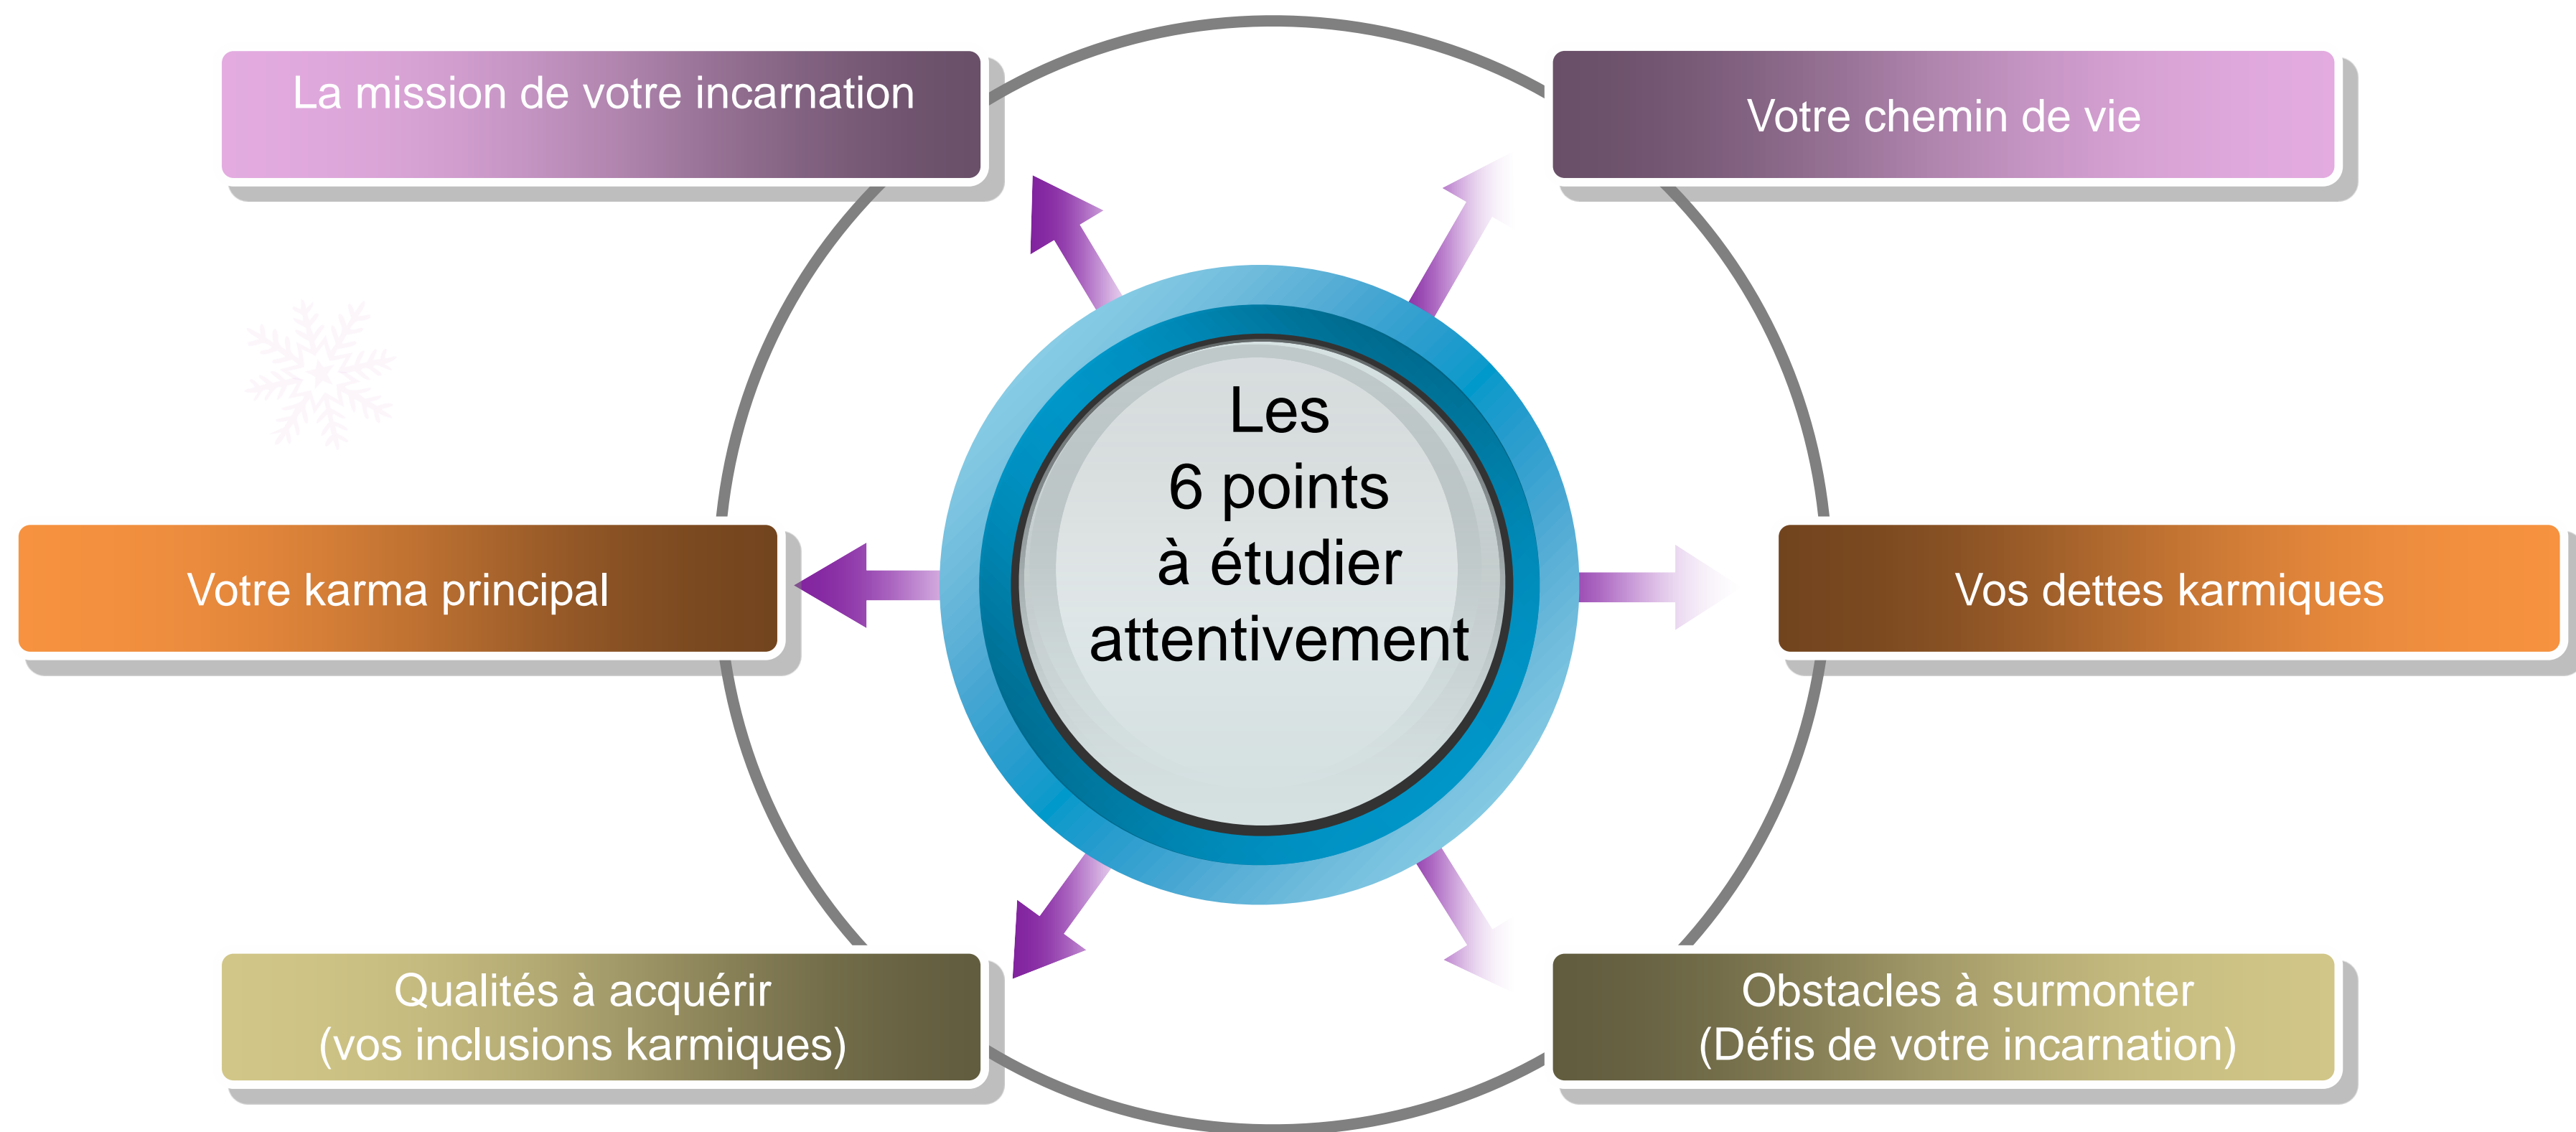 La mission de votre incarnation
Votre chemin de vie
Les
6 points
à étudier
attentivement
Votre karma principal
Vos dettes karmiques
Qualités à acquérir
(vos inclusions karmiques)
Obstacles à surmonter
(Défis de votre incarnation)